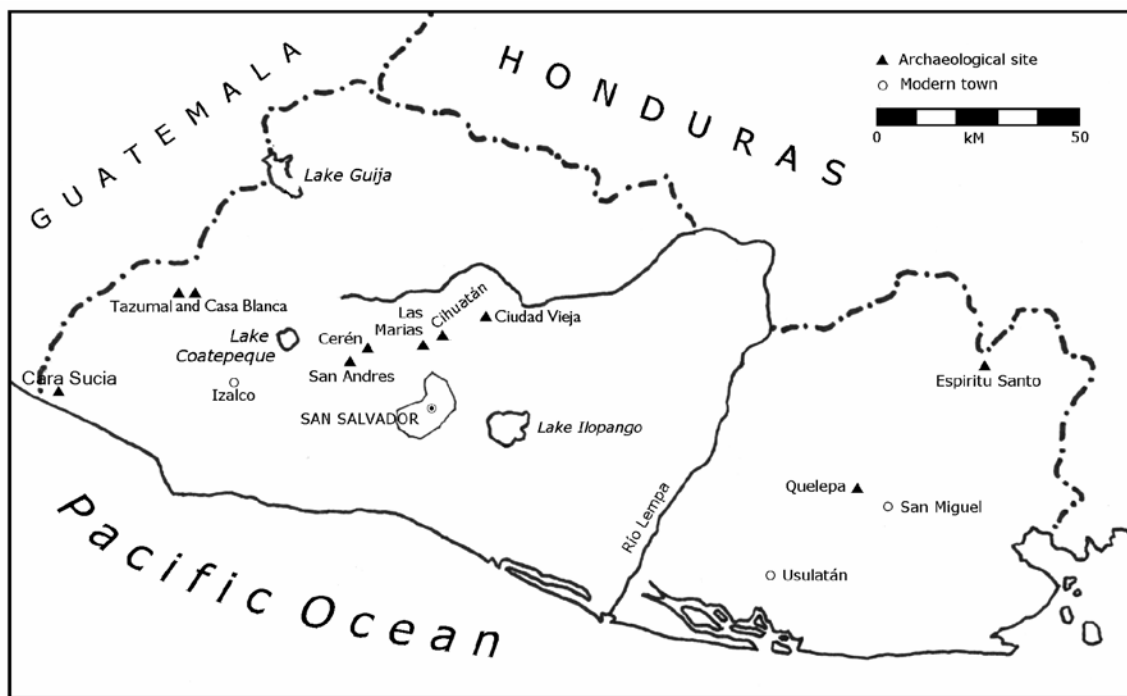 GUATEMALA
HONDURAS
Archaeological site
Modern town
0 50
kM
Lake Guija
Tazumal and Casa Blanca
Lake
Coatepeque
Cara Sucia
Izalco
Cerén
San Andres
Las
Marias
Cihuatán
Ciudad Vieja
SAN SALVADOR
Lake Ilopango
Río Lempa
Espiritu Santo
Quelepa
San Miguel
Usulatán
Pacific Ocean